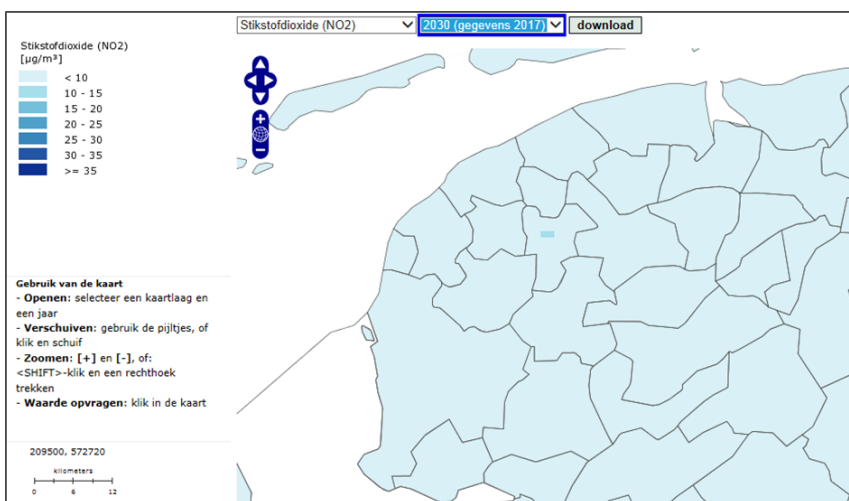 Stikstofdioxide (NO2)
2030 (gegevens 2017)
download
Stikstofdioxide (NO2)
[µg/m³]
< 10
10 - 15
15 - 20
20 - 25
25 - 30
30 - 35
>= 35
Gebruik van de kaart
- Openen: selecteer een kaartlaag en
een jaar
- Verschuiven: gebruik de pijltjes, of
klik en schuif
- Zoomen: [+] en [-], of:
<SHIFT>-klik en een rechthoek
trekken
- Waarde opvragen: klik in de kaart
209500, 572720
kilometers
0 6 12